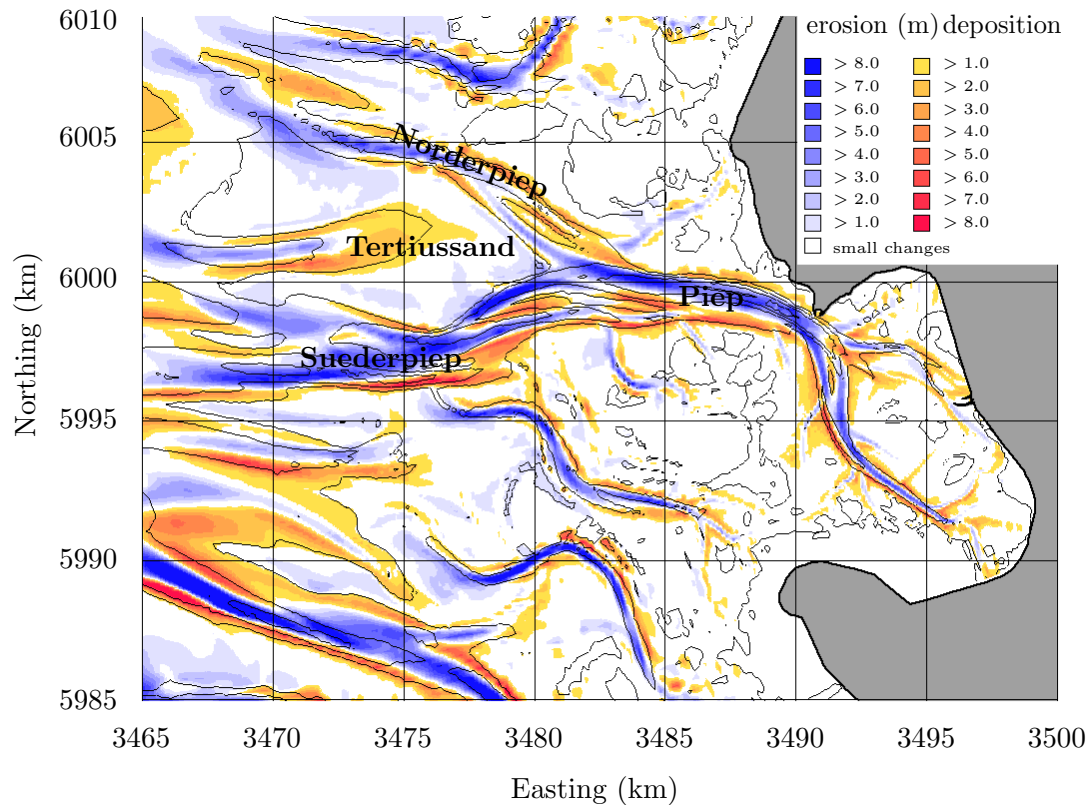 erosion (m) deposition
> 8.0 > 1.0
> 7.0 > 2.0
> 6.0 > 3.0
> 5.0 > 4.0
> 4.0 > 5.0
> 3.0 > 6.0
> 2.0 > 7.0
> 1.0 > 8.0
small changes
Norderpiep
Tertiussand
Piep
Suederpiep
Northing (km)
6010
6005
6000
5995
5990
5985
3465 3470 3475 3480 3485 3490 3495 3500
Easting (km)